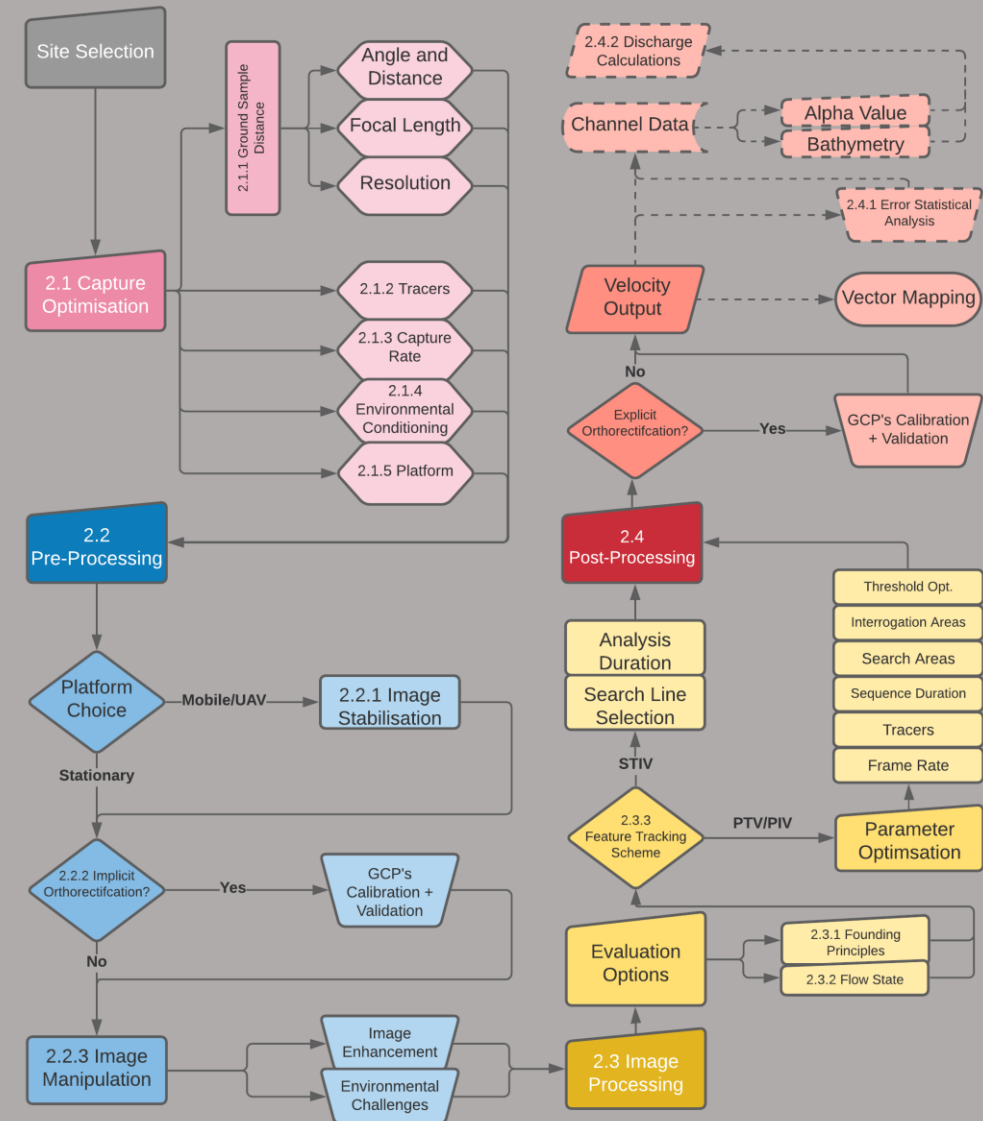 Site Selection
2.1 Capture
Optimisation
2.1.1 Ground Sample
Distance
Angle and
Distance
Focal Length
Resolution
2.1.2 Tracers
2.1.3 Capture
Rate
2.1.4
Environmental
Conditioning
2.1.5 Platform
2.2
Pre-Processing
Platform
Choice
Mobile/UAV
2.2.1 Image
Stabilisation
Stationary
2.2.2 Implicit
Orthorectifcation?
Yes
GCP's
Calibration +
Validation
No
2.2.3 Image
Manipulation
Image
Enhancement
Environmental
Challenges
2.3 Image
Processing
Evaluation
Options
2.3.1 Founding
Principles
2.3.2 Flow State
2.3.3
Feature Tracking
Scheme
PTV/PIV
Parameter
Optimsation
Frame Rate
Tracers
Sequence Duration
Search Areas
Interrogation Areas
Threshold Opt.
STIV
Search Line
Selection
Analysis
Duration
2.4
Post-Processing
Explicit
Orthorectifcation?
Yes
GCP's Calibration
+ Validation
No
Velocity
Output
Vector Mapping
2.4.1 Error Statistical
Analysis
Channel Data
Alpha Value
Bathymetry
2.4.2 Discharge
Calculations